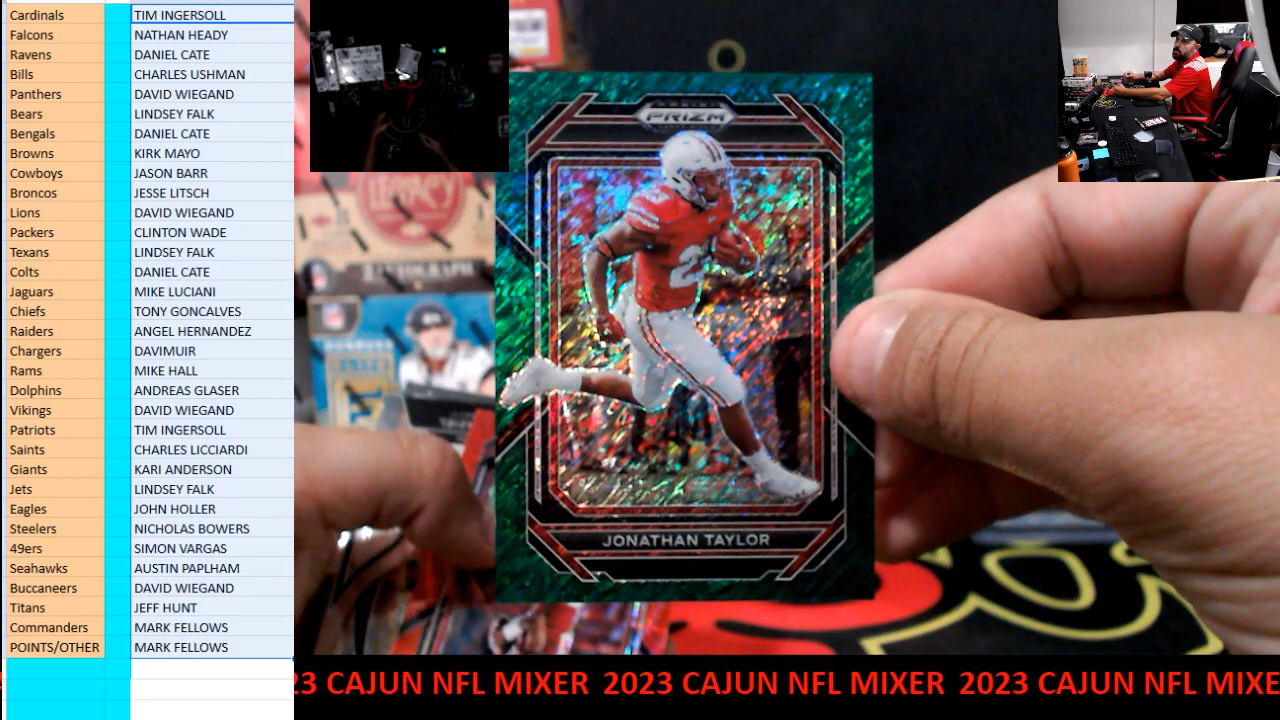 Cardinals TIM INGERSOLL
Falcons NATHAN HEADY
Ravens DANIEL CATE
Bills CHARLES USHMAN
Panthers DAVID WIEGAND
Bears LINDSEY FALK
Bengals DANIEL CATE
Browns KIRK MAYO
Cowboys JASON BARR
Broncos JESSE LITSCH
Lions DAVID WIEGAND
Packers CLINTON WADE
Texans LINDSEY FALK
Colts DANIEL CATE
Jaguars MIKE LUCIANI
Chiefs TONY GONCALVES
Raiders ANGEL HERNANDEZ
Chargers DAVIMUIR
Rams MIKE HALL
Dolphins ANDREAS GLASER
Vikings DAVID WIEGAND
Patriots TIM INGERSOLL
Saints CHARLES LICCIARDI
Giants KARI ANDERSON
Jets LINDSEY FALK
Eagles JOHN HOLLER
Steelers NICHOLAS BOWERS
49ers SIMON VARGAS
Seahawks AUSTIN PAPLHAM
Buccaneers DAVID WIEGAND
Titans JEFF HUNT
Commanders MARK FELLOWS
POINTS/OTHER MARK FELLOWS
PANINI
PRIZM
2
JONATHAN TAYLOR
LEGACY
23 CAJUN NFL MIXER 2023 CAJUN NFL MIXER 2023 CAJUN NFL MIXE